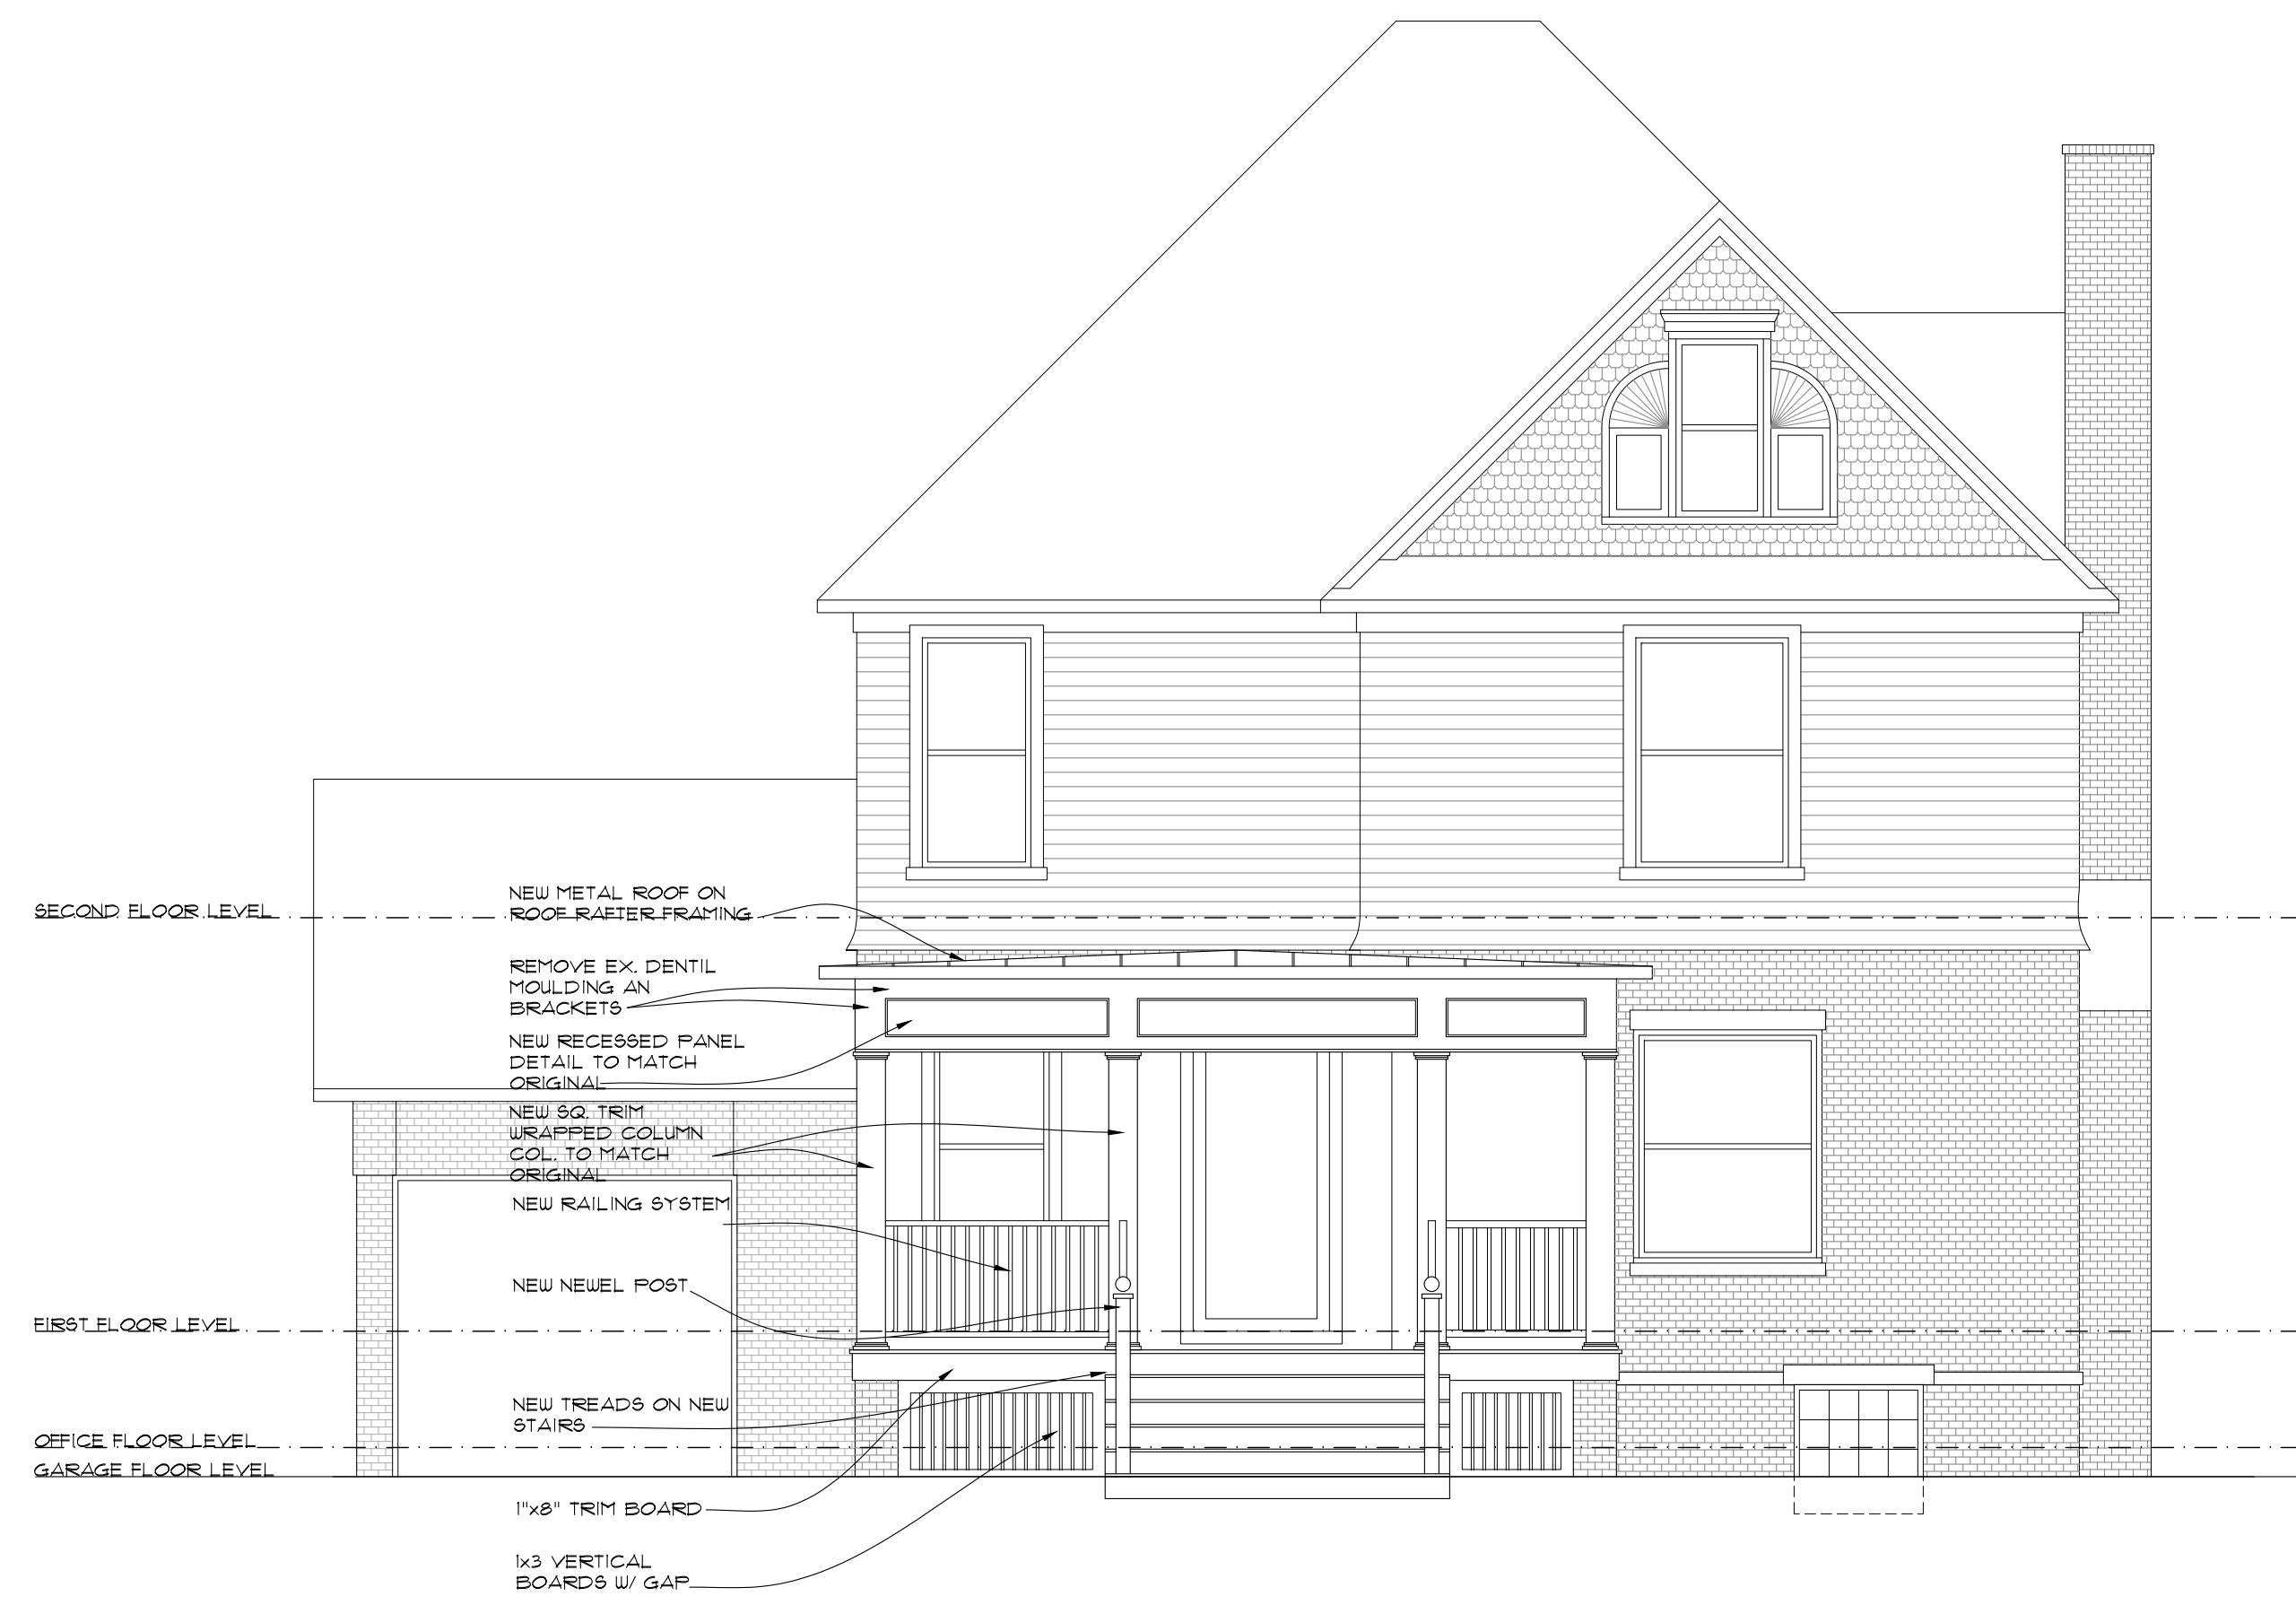 NEW METAL ROOF ON
ROOF RAFTER FRAMING
SECOND FLOOR LEVEL
REMOVE EX. DENTIL
MOULDING AN
BRACKETS
NEW RECESSED PANEL
DETAIL TO MATCH
ORIGINAL
NEW SQ. TRIM
WRAPPED COLUMN
COL. TO MATCH
ORIGINAL
NEW RAILING SYSTEM
NEW NEWEL POST
FIRST FLOOR LEVEL
NEW TREADS ON NEW
STAIRS
OFFICE FLOOR LEVEL
GARAGE FLOOR LEVEL
1"x8" TRIM BOARD
1x3 VERTICAL
BOARDS W/ GAP